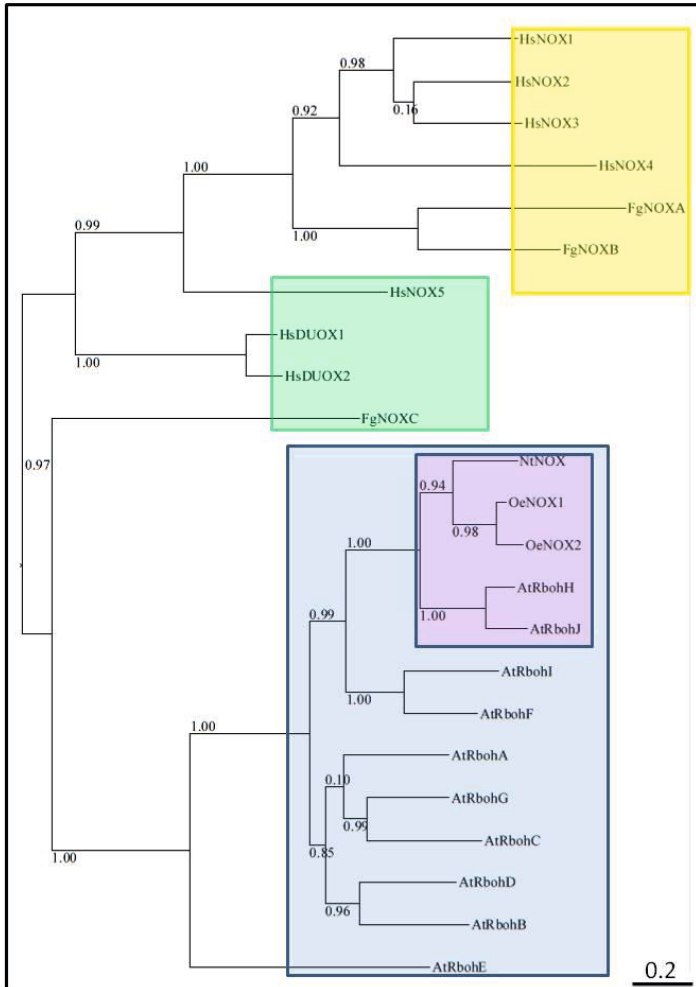 HsNOX1
0.98
HsNOX2
0.16
HsNOX3
0.92
HsNOX4
1.00
FgNOXA
0.99
1.00
FgNOXB
HsNOX5
HsDUOX1
1.00
HsDUOX2
FgNOXC
0.97
NtNOX
0.94
OeNOX1
0.98
OeNOX2
1.00
AtRbohH
1.00
AtRbohJ
0.99
AtRbohI
1.00
AtRbohF
1.00
AtRbohA
0.10
AtRbohG
0.99
AtRbohC
0.85
1.00
AtRbohD
0.96
AtRbohB
AtRbohE
0.2